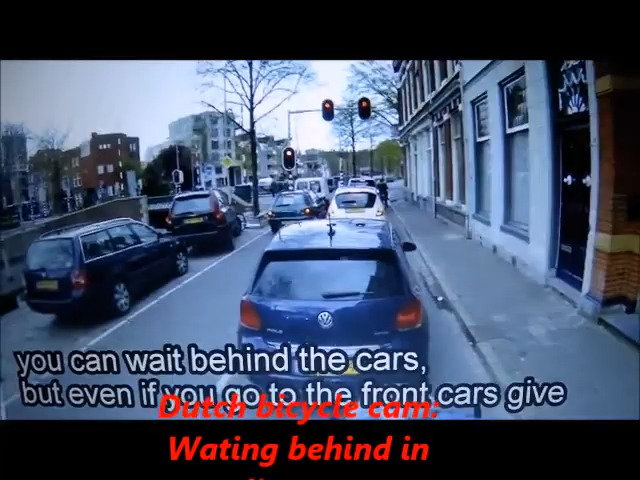 you can wait behind the cars,
but even if you go to the front cars give
Dutch bicycle cam:
Wating behind in